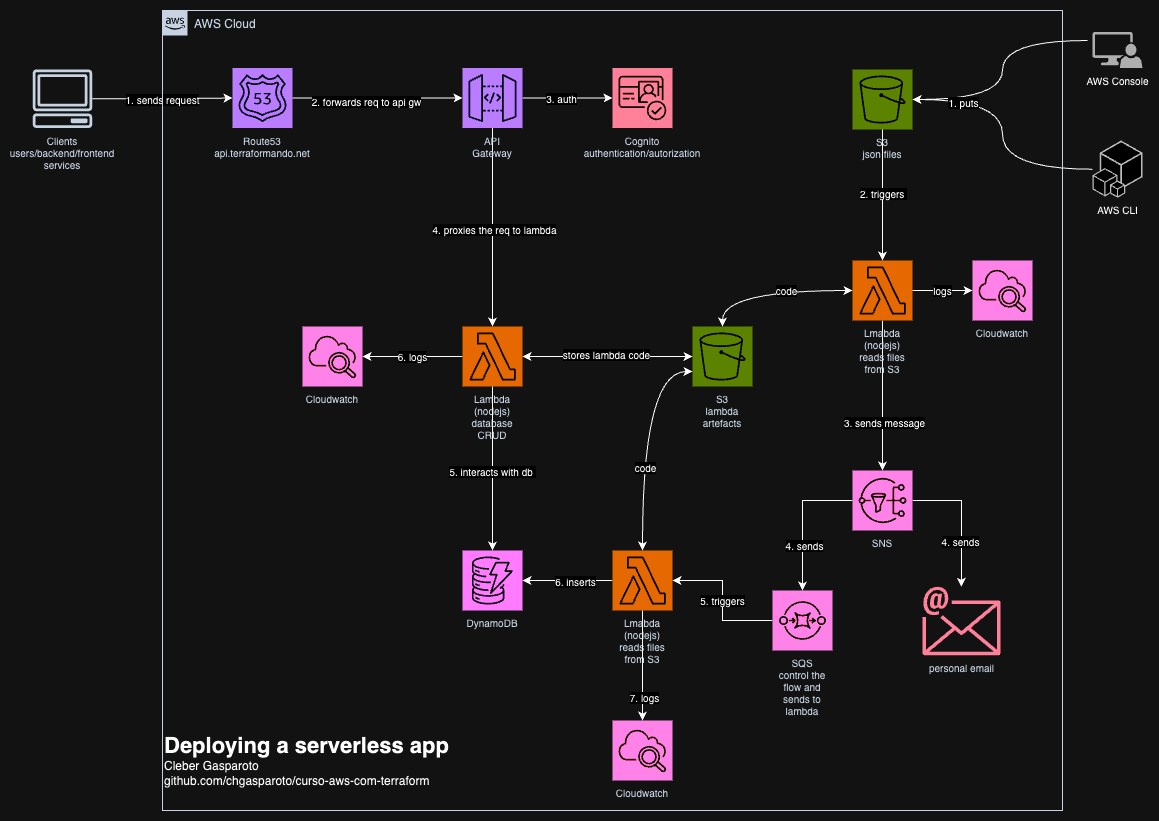 aws
AWS Cloud
1. sends request
53
2. forwards req to api gw
3. auth
1. puts
AWS Console
Clients
users/backend/frontend
services
Route53
api.terraformando.net
API
Gateway
Cognito
authentication/autorization
S3
json files
AWS CLI
2. triggers
4. proxies the req to lambda
code
logs
Cloudwatch
Lmabda
(nodejs)
reads files
from S3
6. logs
stores lambda code
Cloudwatch
Lambda
(nodejs)
database
CRUD
S3
lambda
artefacts
3. sends message
5. interacts with db
code
SNS
4. sends
4. sends
6. inserts
5. triggers
@
DynamoDB
Lmabda
(nodejs)
reads files
from S3
SQS
control the
flow and
sends to
lambda
personal email
7. logs
Cloudwatch
Deploying a serverless app
Cleber Gasparoto
github.com/chgasparoto/curso-aws-com-terraform